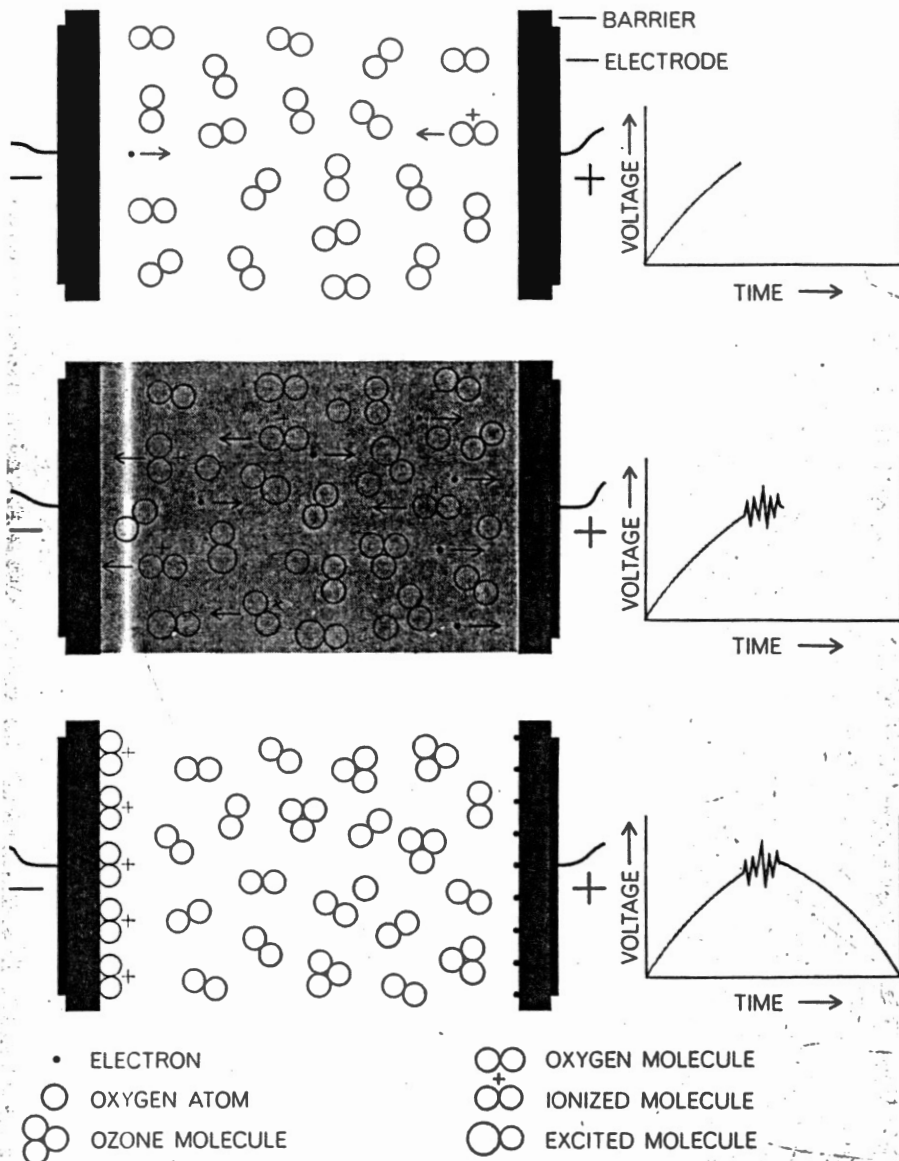 BARRIER
ELECTRODE
+
−
+
VOLTAGE
TIME
−
+
VOLTAGE
TIME
+
+
+
+
+
−
+
VOLTAGE
TIME
ELECTRON
OXYGEN ATOM
OZONE MOLECULE
OXYGEN MOLECULE
+
IONIZED MOLECULE
EXCITED MOLECULE